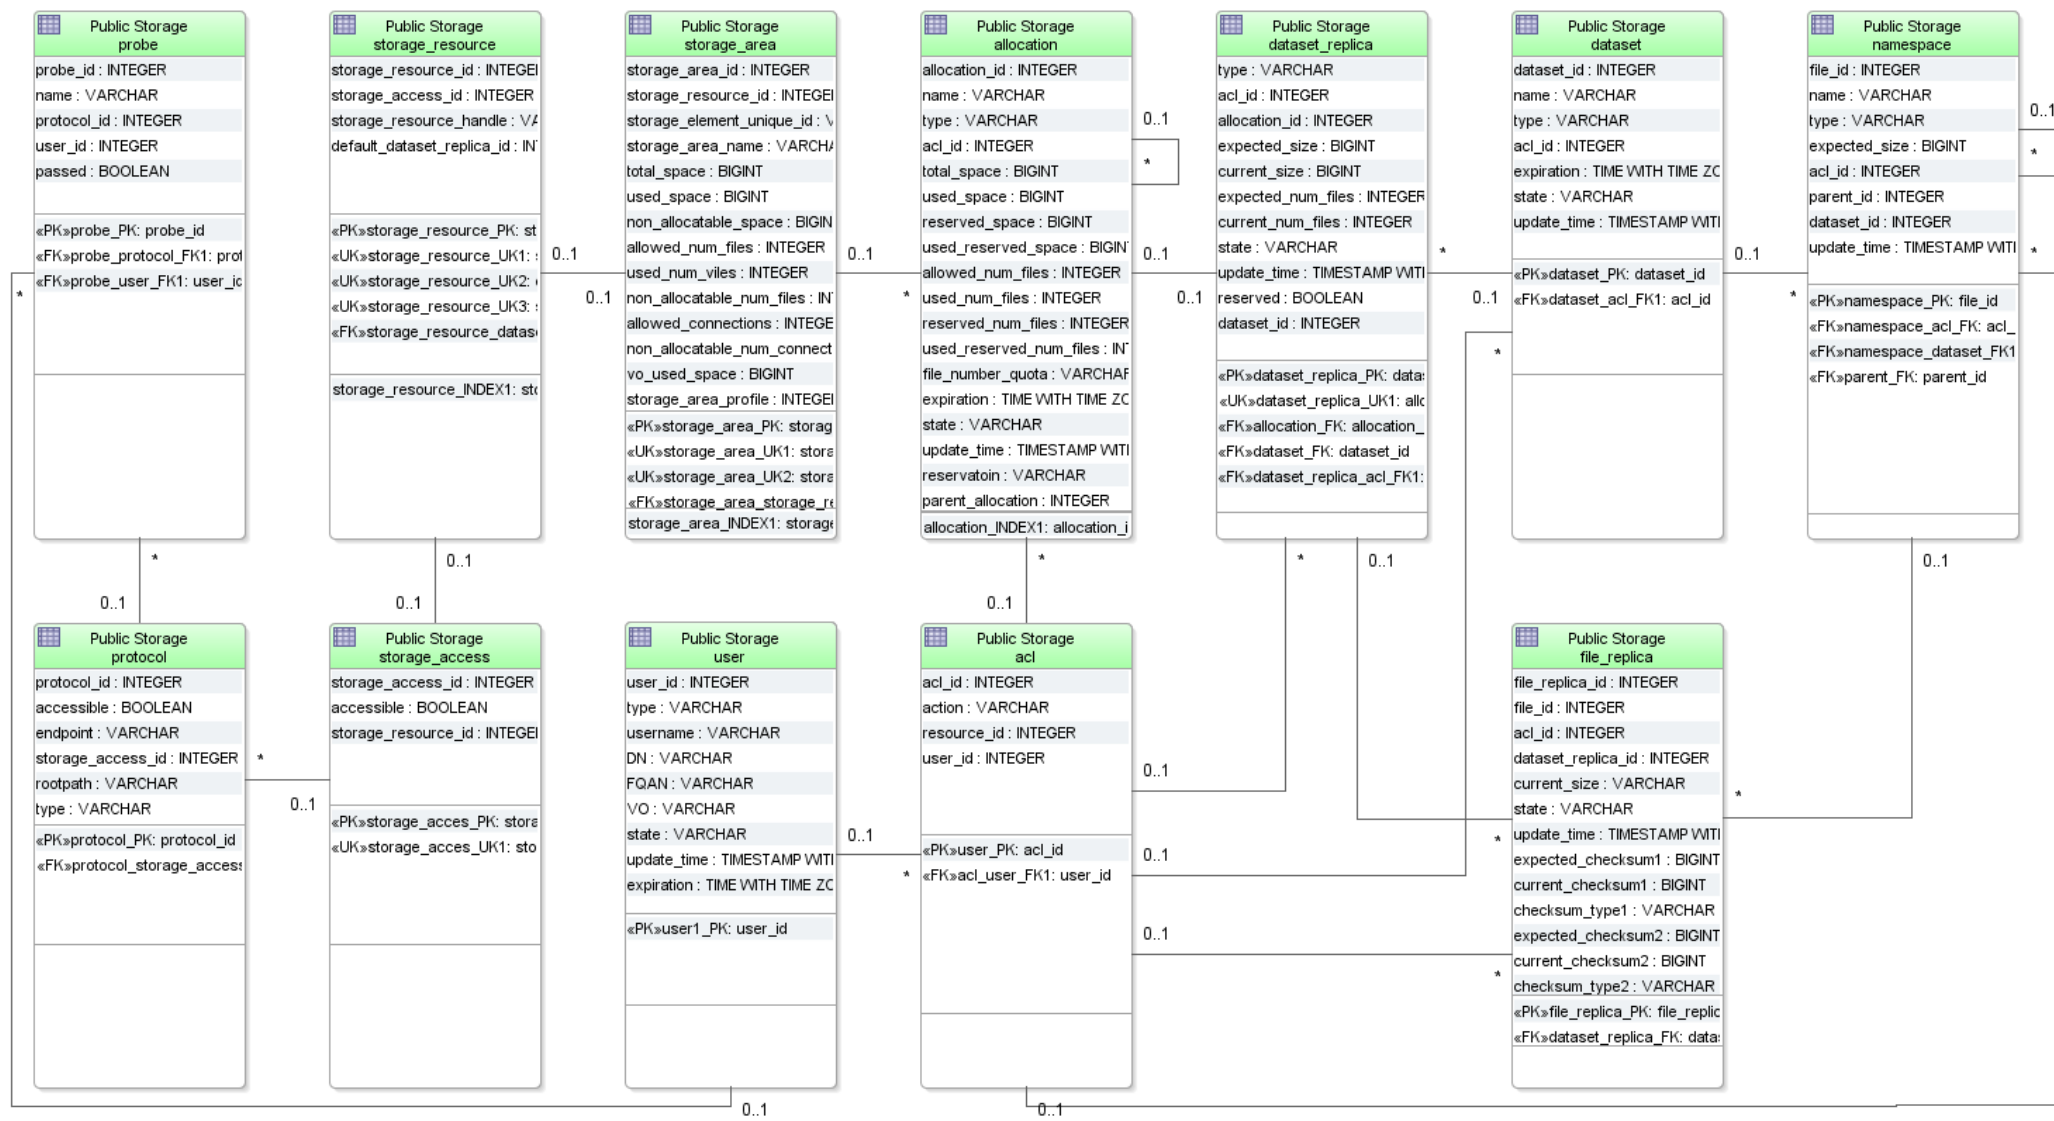 Public Storage
probe
probe_id : INTEGER
name : VARCHAR
protocol_id : INTEGER
user_id : INTEGER
passed : BOOLEAN
«PK»probe_PK: probe_id
«FK»probe_protocol_FK1: prot
«FK»probe_user_FK1: user_id
Public Storage
storage_resource
storage_resource_id : INTEGE
storage_access_id : INTEGER
storage_resource_handle : VA
default_dataset_replica_id : IN
«PK»storage_resource_PK: st
«UK»storage_resource_UK1:
«UK»storage_resource_UK2:
«UK»storage_resource_UK3:
«FK»storage_resource_datas
storage_resource_INDEX1: sto
Public Storage
storage_area
storage_area_id : INTEGER
storage_resource_id : INTEGE
storage_element_unique_id : V
storage_area_name : VARCHA
total_space : BIGINT
used_space : BIGINT
non_allocatable_space : BIGIN
allowed_num_files : INTEGER
used_num_viles : INTEGER
non_allocatable_num_files : IN
allowed_connections : INTEGE
non_allocatable_num_connect
vo_used_space : BIGINT
storage_area_profile : INTEGE
«PK»storage_area_PK: storag
«UK»storage_area_UK1: stora
«UK»storage_area_UK2: stora
«FK»storage_area_storage_re
storage_area_INDEX1: storage
Public Storage
allocation
allocation_id : INTEGER
name : VARCHAR
type : VARCHAR
acl_id : INTEGER
total_space : BIGINT
used_space : BIGINT
reserved_space : BIGINT
used_reserved_space : BIGIN
allowed_num_files : INTEGER
used_num_files : INTEGER
reserved_num_files : INTEGER
used_reserved_num_files : INT
file_number_quota : VARCHAR
expiration : TIME WITH TIME ZO
state : VARCHAR
update_time : TIMESTAMP WITH
reservatoin : VARCHAR
parent_allocation : INTEGER
allocation_INDEX1: allocation_i
Public Storage
dataset_replica
type : VARCHAR
acl_id : INTEGER
allocation_id : INTEGER
expected_size : BIGINT
current_size : BIGINT
expected_num_files : INTEGER
current_num_files : INTEGER
state : VARCHAR
update_time : TIMESTAMP WITH
reserved : BOOLEAN
dataset_id : INTEGER
«PK»dataset_replica_PK: data
«UK»dataset_replica_UK1: allo
«FK»allocation_FK: allocation_
«FK»dataset_FK: dataset_id
«FK»dataset_replica_acl_FK1:
Public Storage
dataset
dataset_id : INTEGER
name : VARCHAR
type : VARCHAR
acl_id : INTEGER
expiration : TIME WITH TIME ZO
state : VARCHAR
update_time : TIMESTAMP WITH
«PK»dataset_PK: dataset_id
«FK»dataset_acl_FK1: acl_id
Public Storage
namespace
file_id : INTEGER
name : VARCHAR
type : VARCHAR
expected_size : BIGINT
acl_id : INTEGER
parent_id : INTEGER
dataset_id : INTEGER
update_time : TIMESTAMP WITH
«PK»namespace_PK: file_id
«FK»namespace_acl_FK: acl_
«FK»namespace_dataset_FK1
«FK»parent_FK: parent_id
0..1
*
0..1
*
*
0..1
0..1
0..1
*
0..1
0..1
*
0..1
0..1
*
*
*
*
0..1
0..1
0..1
*
0..1
*
0..1
*
0..1
0..1
Public Storage
protocol
protocol_id : INTEGER
accessible : BOOLEAN
endpoint : VARCHAR
storage_access_id : INTEGER
rootpath : VARCHAR
type : VARCHAR
«PK»protocol_PK: protocol_id
«FK»protocol_storage_access
*
0..1
Public Storage
storage_access
storage_access_id : INTEGER
accessible : BOOLEAN
storage_resource_id : INTEGE
«PK»storage_acces_PK: stora
«UK»storage_acces_UK1: sto
Public Storage
user
user_id : INTEGER
type : VARCHAR
username : VARCHAR
DN : VARCHAR
FQAN : VARCHAR
VO : VARCHAR
state : VARCHAR
update_time : TIMESTAMP WITH
expiration : TIME WITH TIME ZO
«PK»user1_PK: user_id
0..1
*
Public Storage
acl
acl_id : INTEGER
action : VARCHAR
resource_id : INTEGER
user_id : INTEGER
«PK»user_PK: acl_id
«FK»acl_user_FK1: user_id
0..1
0..1
0..1
*
*
Public Storage
file_replica
file_replica_id : INTEGER
file_id : INTEGER
acl_id : INTEGER
dataset_replica_id : INTEGER
current_size : VARCHAR
state : VARCHAR
update_time : TIMESTAMP WITH
expected_checksum1 : BIGINT
current_checksum1 : BIGINT
checksum_type1 : VARCHAR
expected_checksum2 : BIGINT
current_checksum2 : BIGINT
checksum_type2 : VARCHAR
«PK»file_replica_PK: file_replic
«FK»dataset_replica_FK: data
*
0..1
0..1